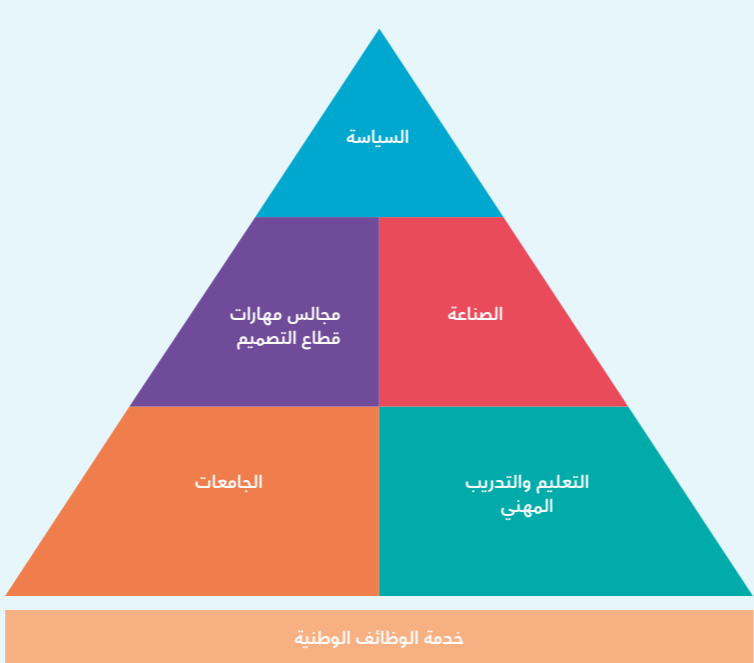 السياسة
الصناعة
مجالس مهارات
قطاع التصميم
التعليم والتدريب
المهني
الجامعات
خدمة الوظائف الوطنية